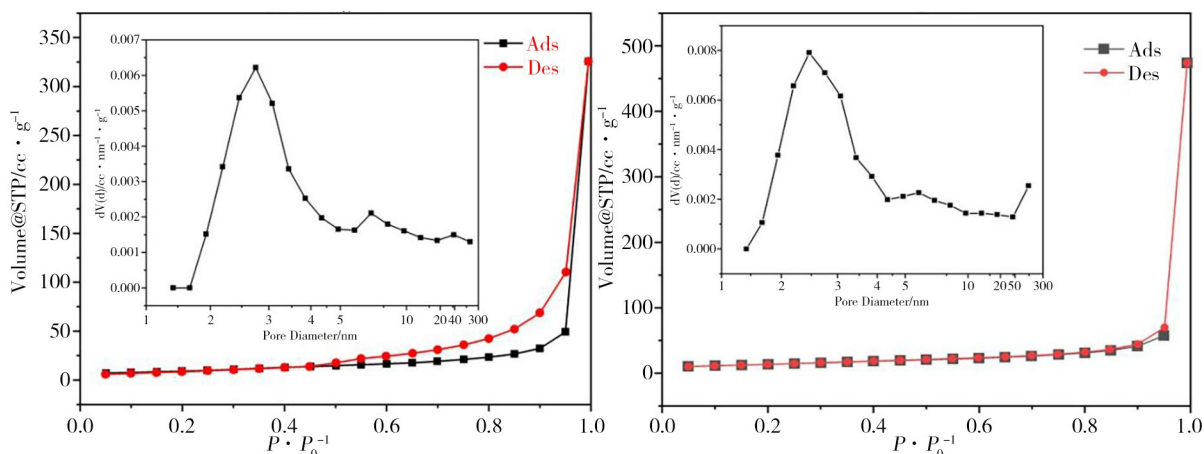 350
300
250
200
150
100
50
0
Volume@STP/cc · g⁻¹
0.0 0.2 0.4 0.6 0.8 1.0
P · P₀⁻¹
Ads
Des
0.007
0.006
0.005
0.004
0.003
0.002
0.001
0.000
dV(d)/cc · nm⁻¹ · g⁻¹
1 2 3 4 5 10 20 40 300
Pore Diameter/nm
500
400
300
200
100
0
Volume@STP/cc · g⁻¹
0.0 0.2 0.4 0.6 0.8 1.0
P · P₀⁻¹
Ads
Des
0.008
0.006
0.004
0.002
0.000
dV(d)/cc · nm⁻¹ · g⁻¹
1 2 3 4 5 10 20 50 300
Pore Diameter/nm